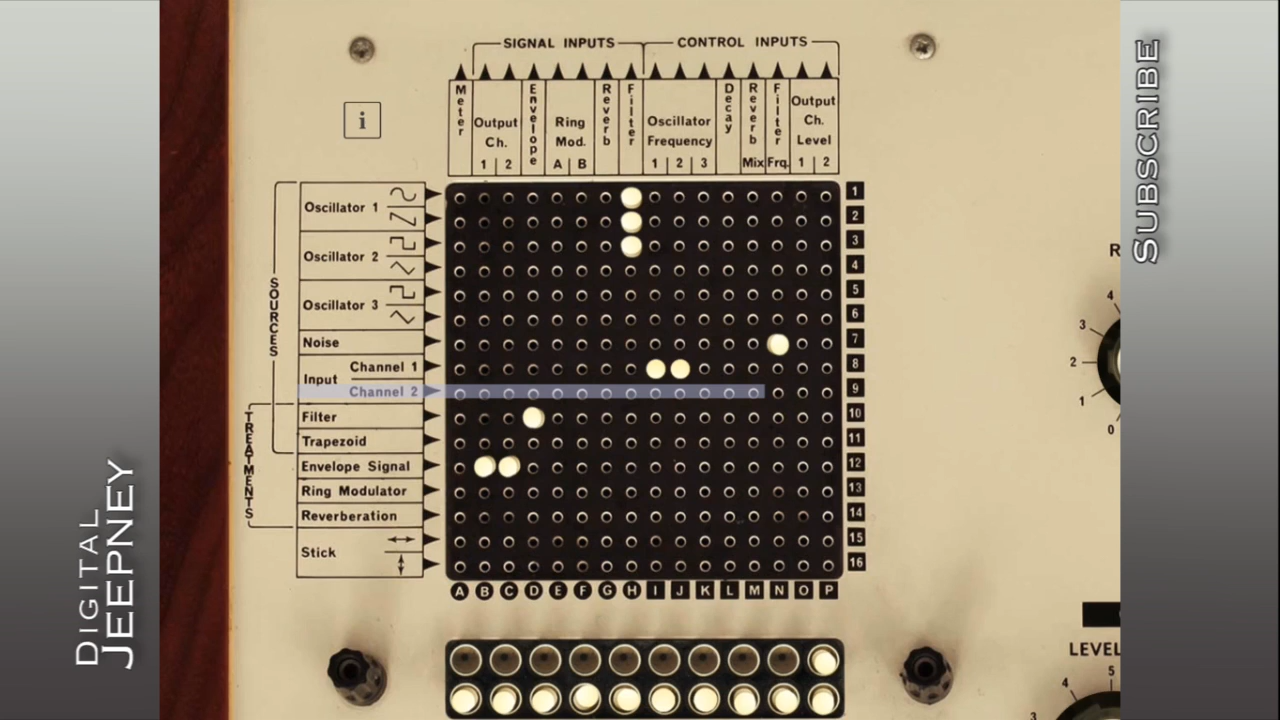 SIGNAL INPUTS
CONTROL INPUTS
Meter
Output Ch. 1 2
Envelope
Ring Mod. A B
Reverb
Filter
Oscillator Frequency 1 2 3
Decay
Reverb Mix
Filter Frq.
Output Ch. Level 1 2
i
SOURCES
TREATMENTS
Oscillator 1
Oscillator 2
Oscillator 3
Noise
Input
Channel 1
Channel 2
Filter
Trapezoid
Envelope Signal
Ring Modulator
Reverberation
Stick
1
2
3
4
5
6
7
8
9
10
11
12
13
14
15
16
A B C D E F G H I J K L M N O P
R
4
3
2
1
0
LEVEL
5
4
3
DIGITAL
JEEPNEY
SUBSCRIBE